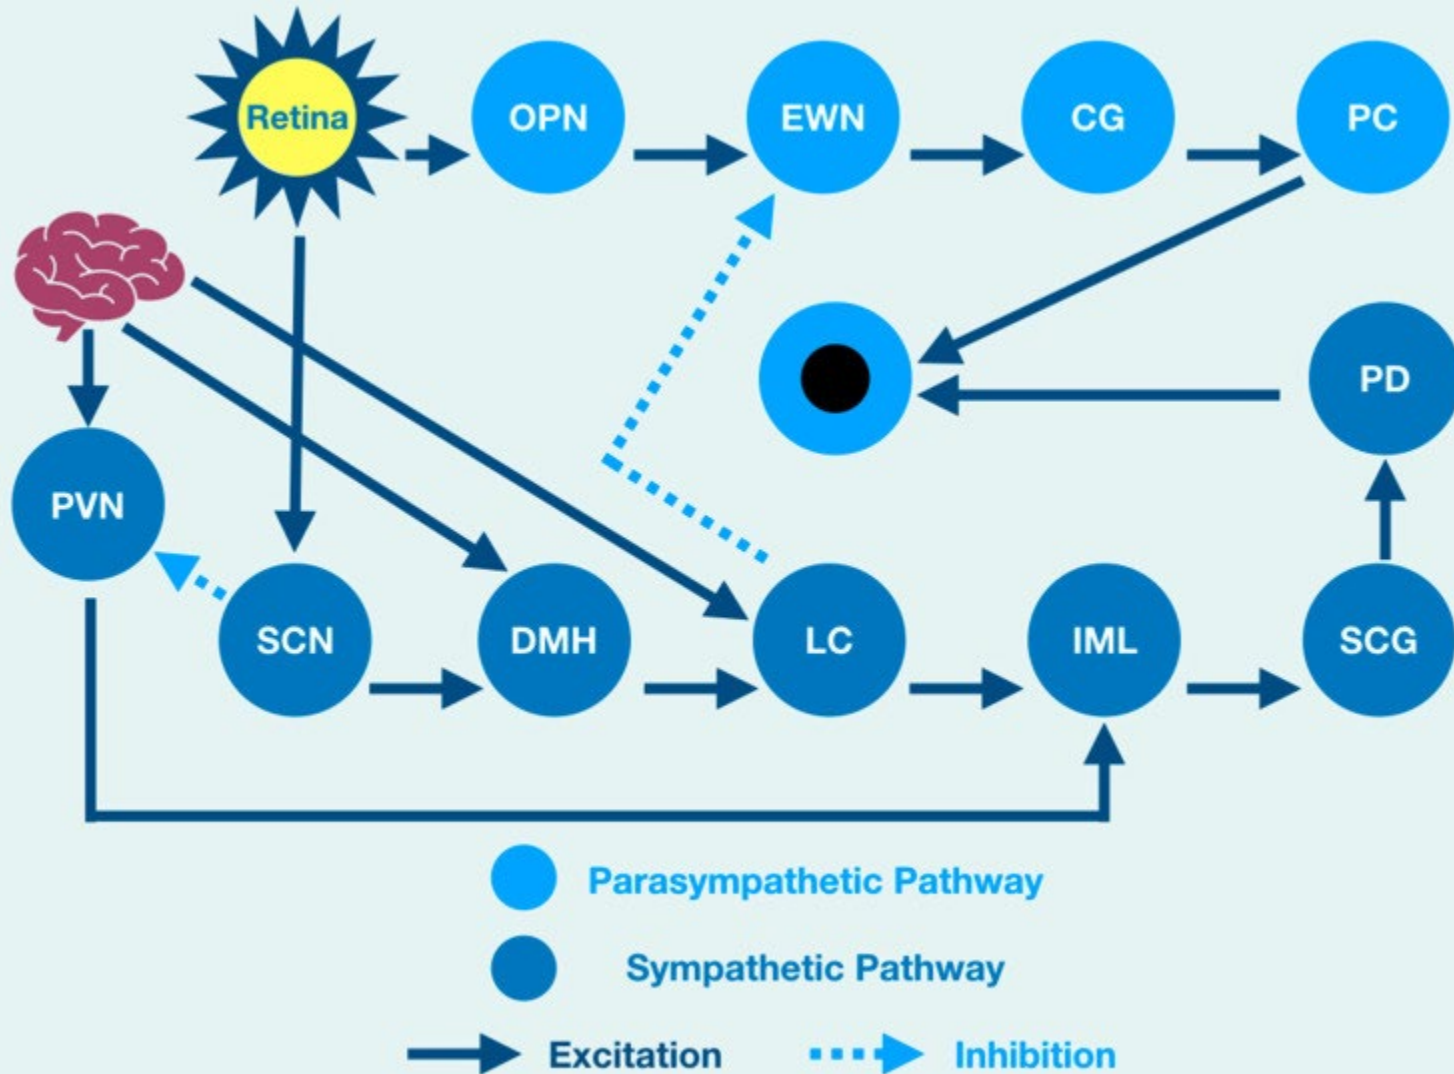 Retina
OPN
EWN
CG
PC
PD
PVN
SCN
DMH
LC
IML
SCG
Parasympathetic Pathway
Sympathetic Pathway
Excitation
Inhibition